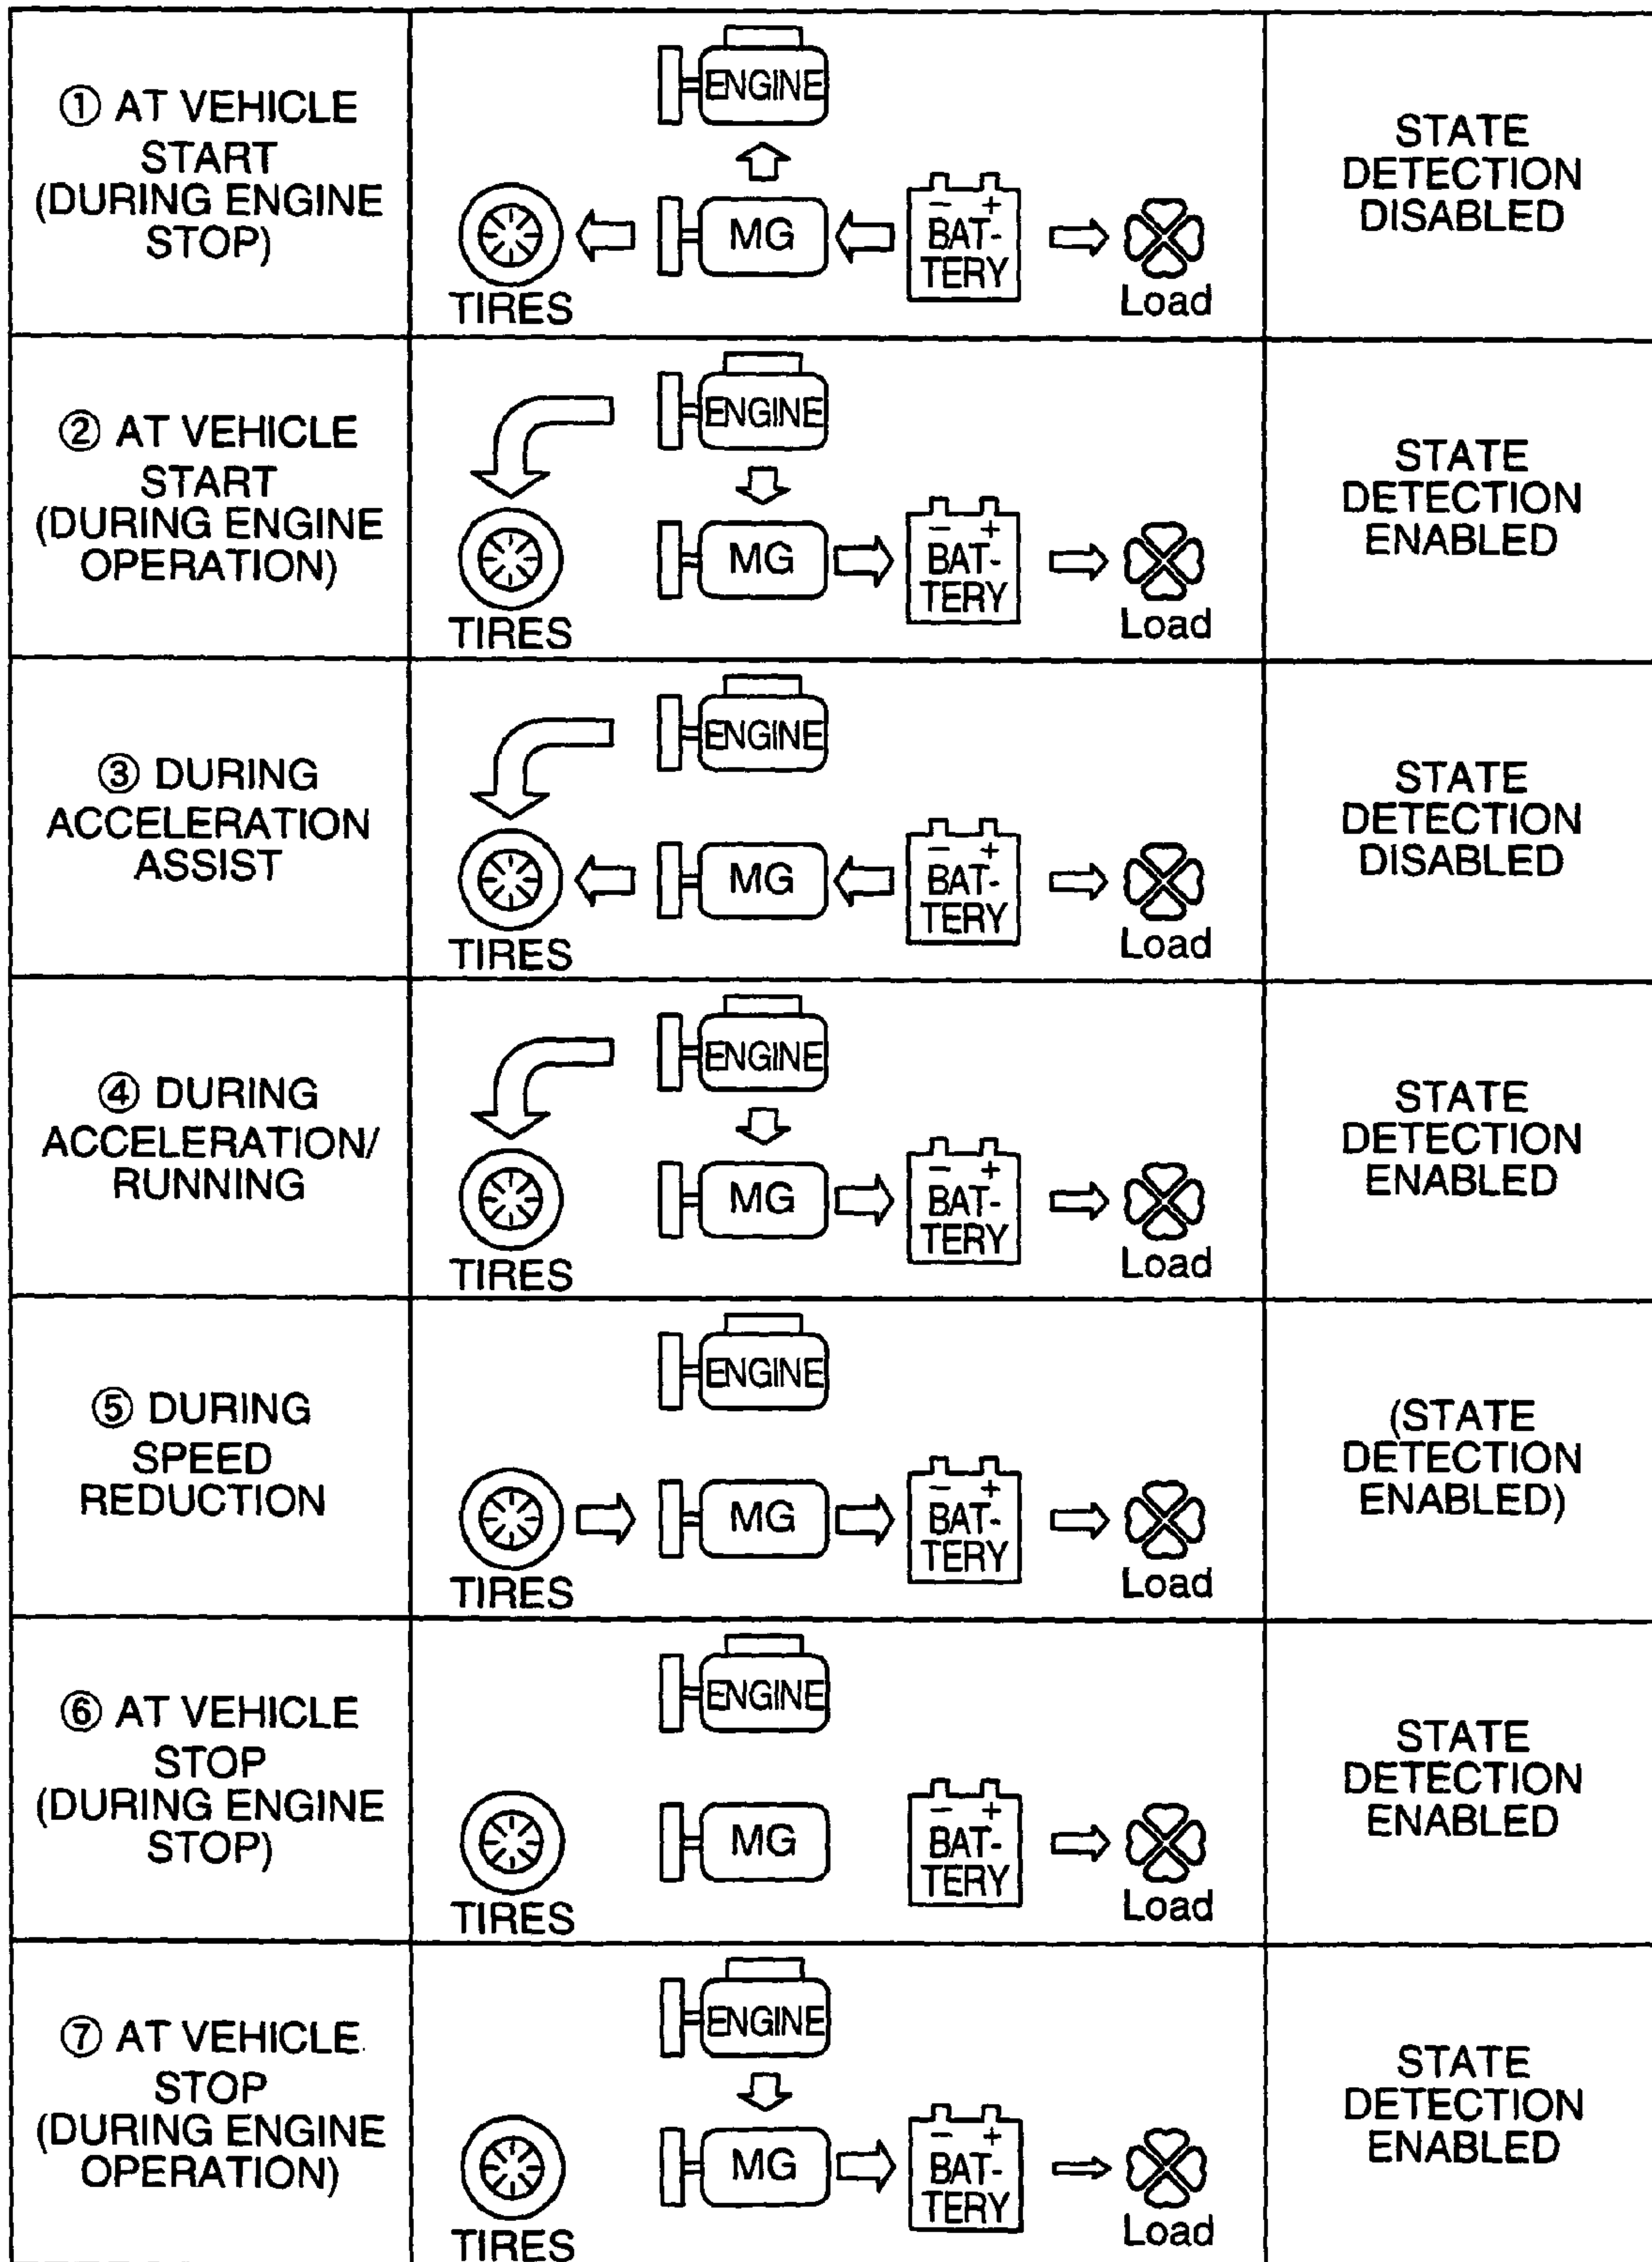 ① AT VEHICLE
START
(DURING ENGINE
STOP)
ENGINE
TIRES
MG
- +
BAT-
TERY
Load
STATE
DETECTION
DISABLED
② AT VEHICLE
START
(DURING ENGINE
OPERATION)
ENGINE
TIRES
MG
- +
BAT-
TERY
Load
STATE
DETECTION
ENABLED
③ DURING
ACCELERATION
ASSIST
ENGINE
TIRES
MG
- +
BAT-
TERY
Load
STATE
DETECTION
DISABLED
④ DURING
ACCELERATION/
RUNNING
ENGINE
TIRES
MG
- +
BAT-
TERY
Load
STATE
DETECTION
ENABLED
⑤ DURING
SPEED
REDUCTION
ENGINE
TIRES
MG
- +
BAT-
TERY
Load
(STATE
DETECTION
ENABLED)
⑥ AT VEHICLE
STOP
(DURING ENGINE
STOP)
ENGINE
TIRES
MG
- +
BAT-
TERY
Load
STATE
DETECTION
ENABLED
⑦ AT VEHICLE
STOP
(DURING ENGINE
OPERATION)
ENGINE
TIRES
MG
- +
BAT-
TERY
Load
STATE
DETECTION
ENABLED